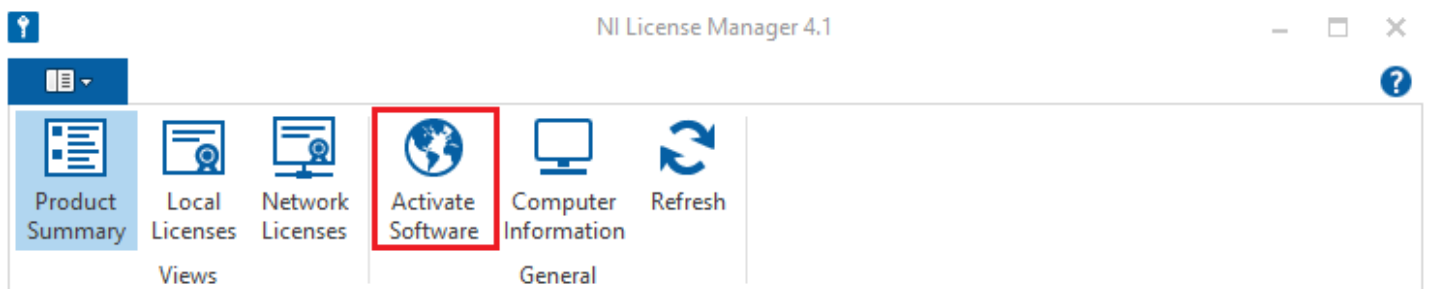 NI License Manager 4.1
Product Summary
Local Licenses
Network Licenses
Activate Software
Computer Information
Refresh
Views
General